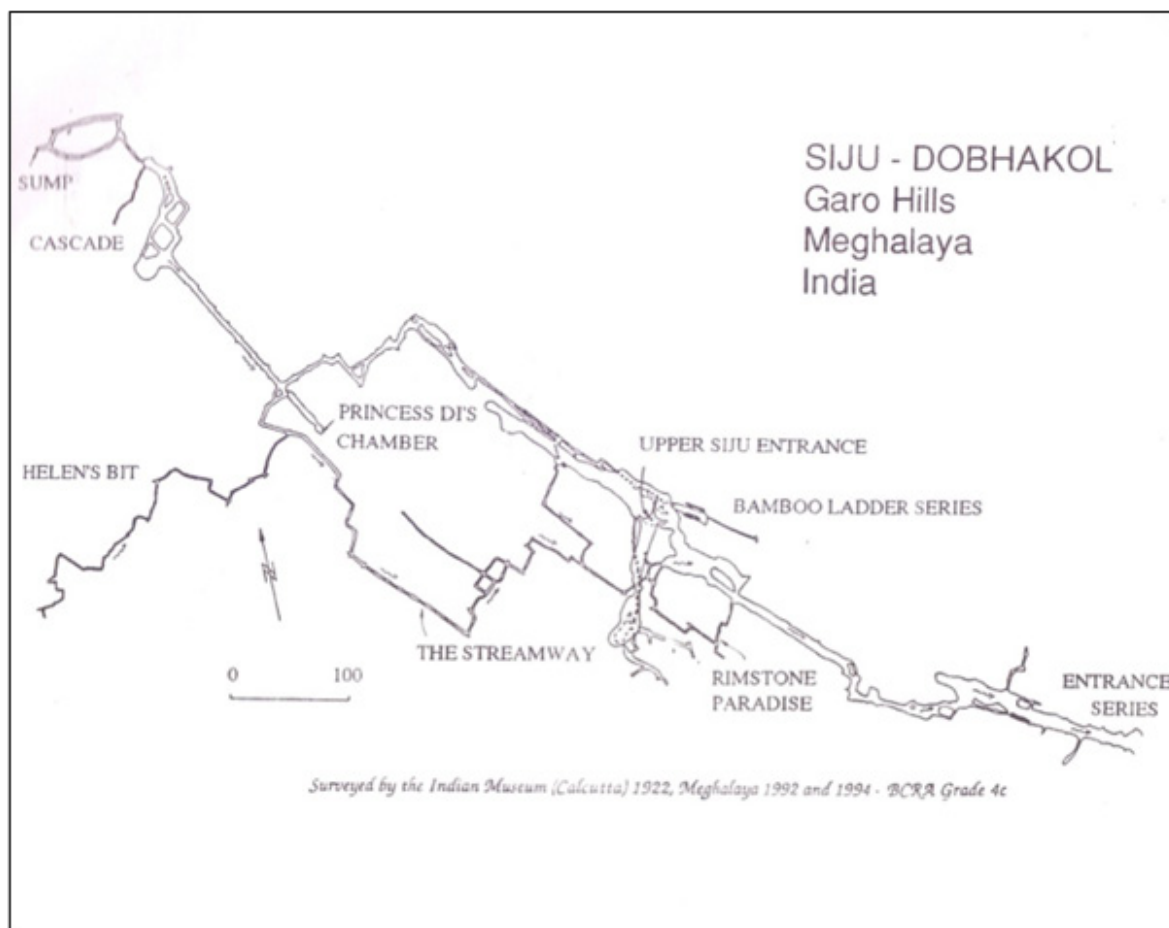 SIJU - DOBHAKOL
Garo Hills
Meghalaya
India
SUMP
CASCADE
PRINCESS DI'S
CHAMBER
HELEN'S BIT
UPPER SIJU ENTRANCE
BAMBOO LADDER SERIES
N
THE STREAMWAY
RIMSTONE
PARADISE
ENTRANCE
SERIES
0 100
Surveyed by the Indian Museum (Calcutta) 1922, Meghalaya 1992 and 1994 - BCRA Grade 4c